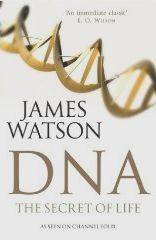 'An immediate classic'
E. O. WILSON
JAMES
WATSON
DNA
THE SECRET OF LIFE
AS SEEN ON CHANNEL FOUR